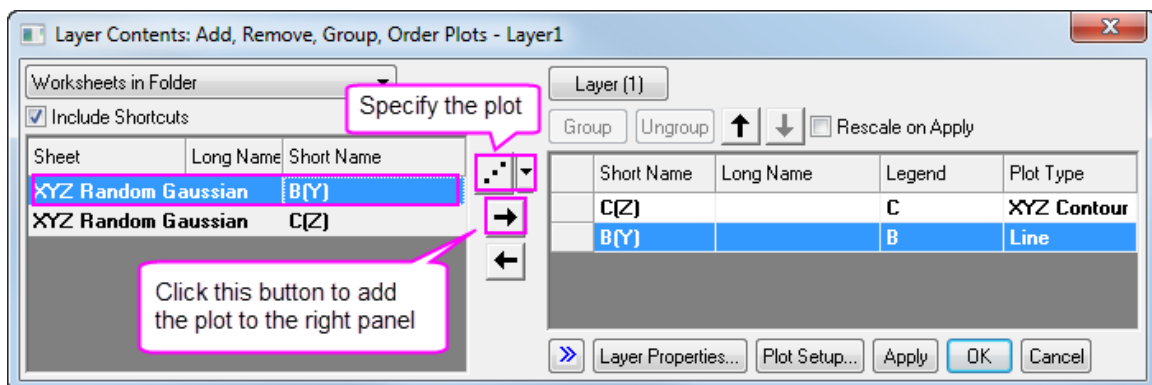 Layer Contents: Add, Remove, Group, Order Plots - Layer1
Worksheets in Folder
Include Shortcuts
Specify the plot
Sheet Long Name Short Name
XYZ Random Gaussian B(Y)
XYZ Random Gaussian C(Z)
Click this button to add
the plot to the right panel
Layer (1)
Group Ungroup Rescale on Apply
Short Name Long Name Legend Plot Type
C(Z) C XYZ Contour
B(Y) B Line
Layer Properties... Plot Setup... Apply OK Cancel